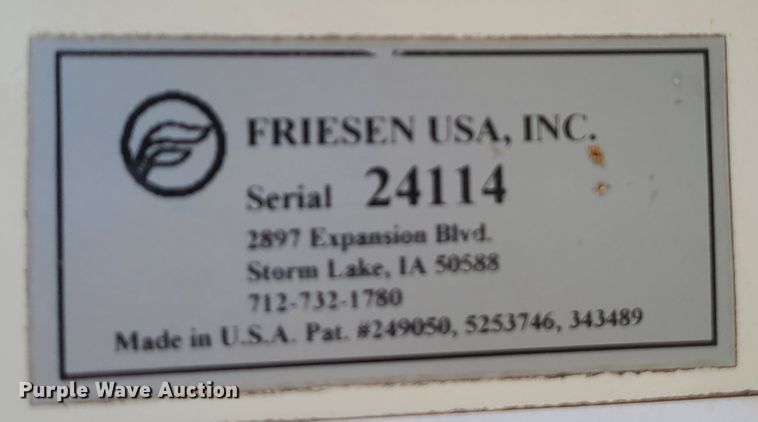 FRIESEN USA, INC.
Serial 24114
2897 Expansion Blvd.
Storm Lake, IA 50588
712-732-1780
Made in U.S.A. Pat. #249050, 5253746, 343489
Purple Wave Auction